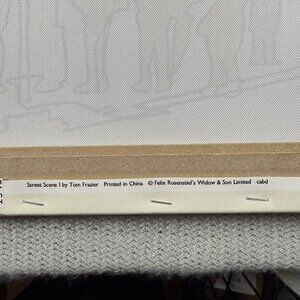 Street Scene I by Tom Frazier Printed in China © Felix Rosenstiel's Widow & Son Limited cabd